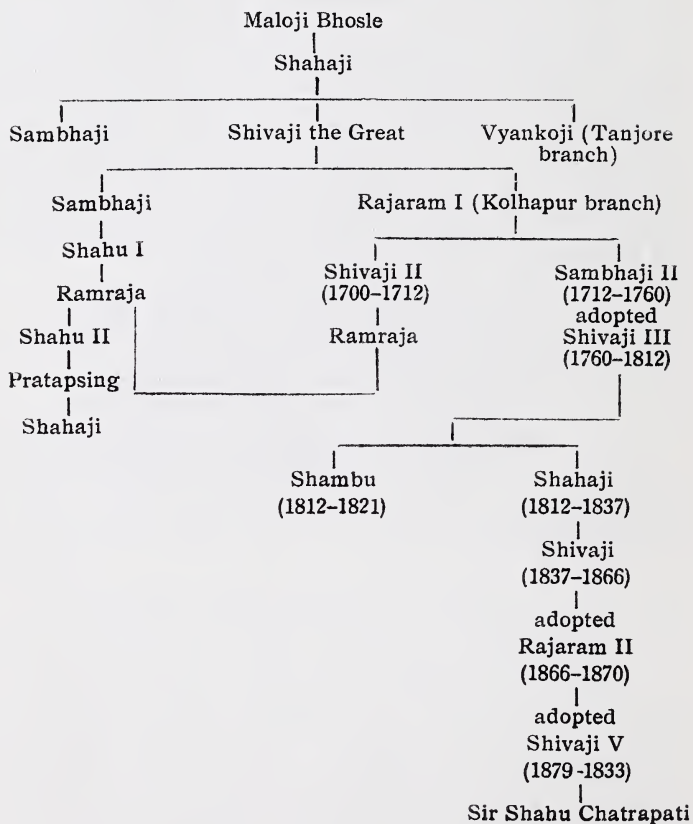 Maloji Bhosle
Shahaji
Sambhaji Shivaji the Great Vyankoji (Tanjore
branch)
Sambhaji Rajaram I (Kolhapur branch)
Shahu I
Shivaji II Sambhaji II
(1700–1712) (1712–1760)
Ramraja adopted
Shahu II Ramraja Shivaji III
(1760–1812)
Pratapsing
Shahaji
Shambu Shahaji
(1812–1821) (1812–1837)
Shivaji
(1837–1866)
adopted
Rajaram II
(1866–1870)
adopted
Shivaji V
(1879-1833)
Sir Shahu Chatrapati